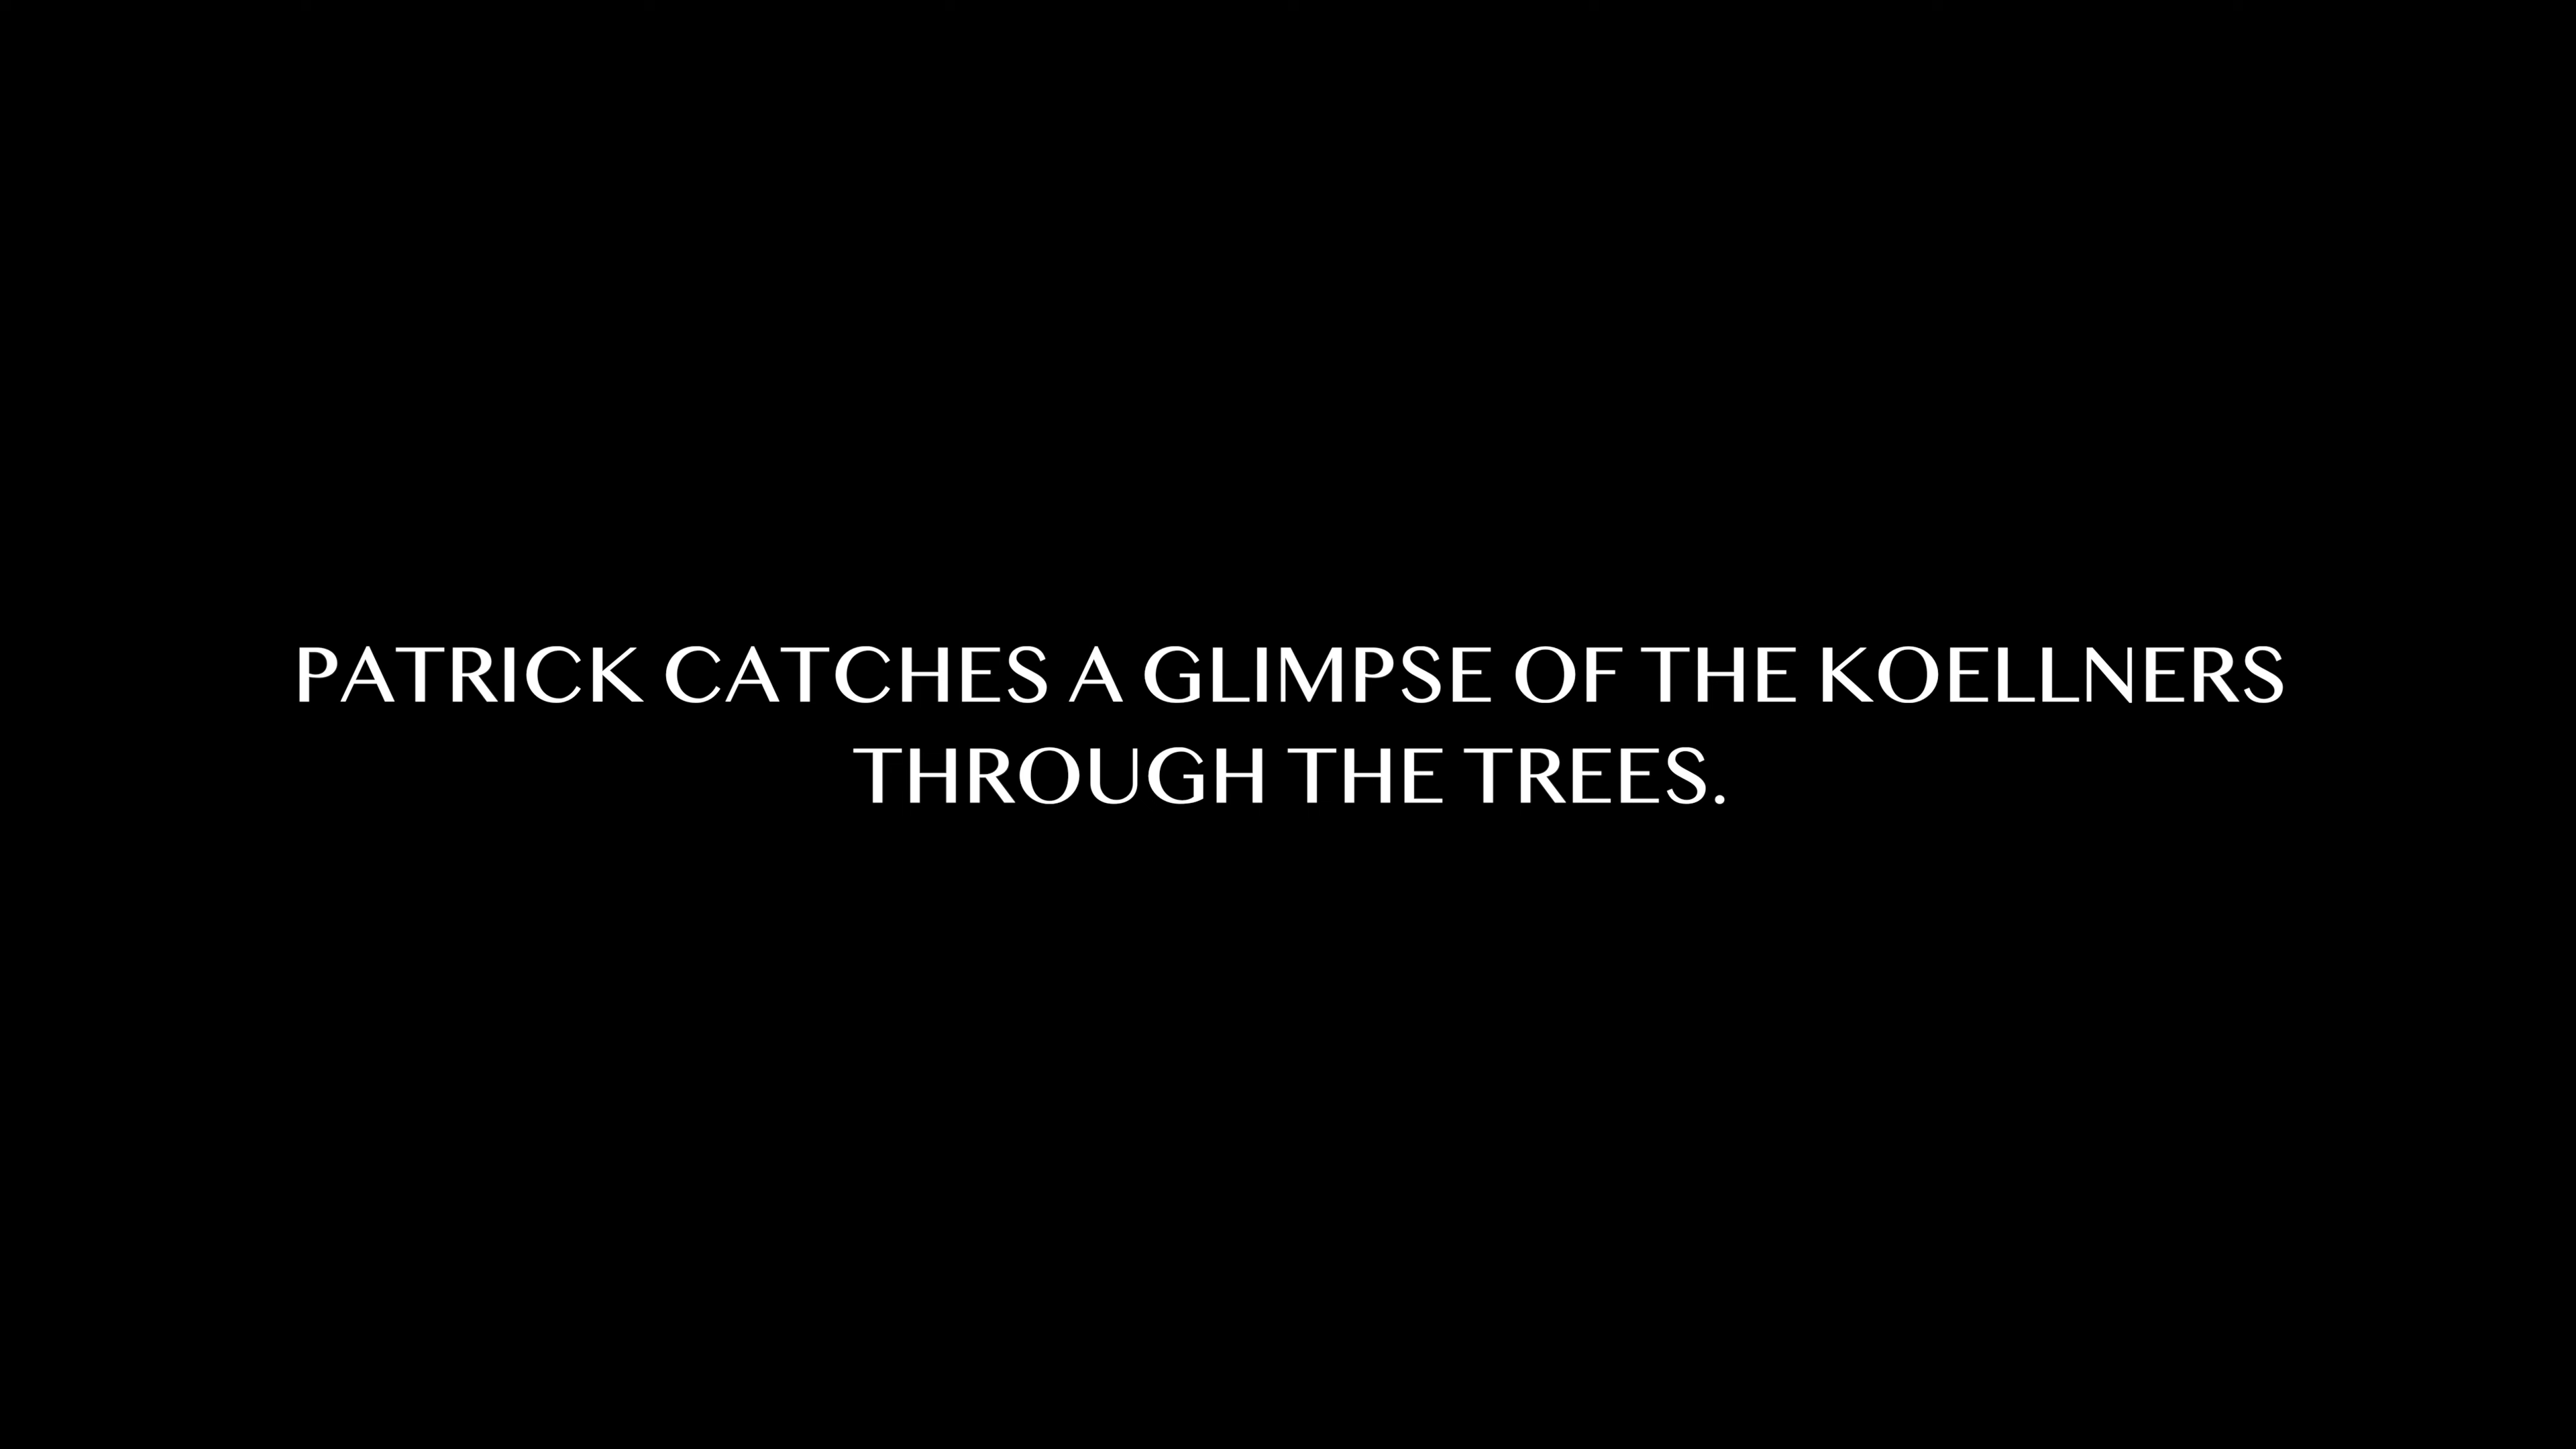 PATRICK CATCHES A GLIMPSE OF THE KOELLNERS
THROUGH THE TREES.